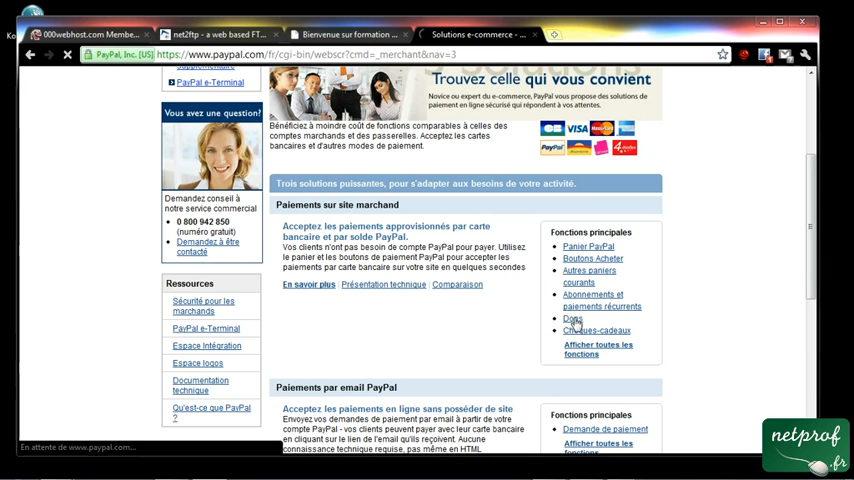 000webhost.com Membe...
net2ftp - a web based FT...
Bienvenue sur formation ...
Solutions e-commerce - ...
PayPal, Inc. [US]
https://www.paypal.com/fr/cgi-bin/webscr?cmd=_merchant&nav=3
PayPal e-Terminal
Vous avez une question?
Demandez conseil à
notre service commercial
0 800 942 850
(numéro gratuit)
Demandez à être
contacté
Ressources
Sécurité pour les
marchands
PayPal e-Terminal
Espace Intégration
Espace logos
Documentation
technique
Qu'est-ce que PayPal
?
Trouvez celle qui vous convient
Novice ou expert du e-commerce, PayPal vous propose des solutions de
paiement en ligne sécurisé qui répondent à vos attentes.
Bénéficiez à moindre coût de fonctions comparables à celles des
comptes marchands et des passerelles. Acceptez les cartes
bancaires et d'autres modes de paiement.
VISA
PayPal
Trois solutions puissantes, pour s'adapter aux besoins de votre activité.
Paiements sur site marchand
Acceptez les paiements approvisionnés par carte
bancaire et par solde PayPal.
Vos clients n'ont pas besoin de compte PayPal pour payer. Utilisez
le panier et les boutons de paiement PayPal pour accepter les
paiements par carte bancaire sur votre site en quelques secondes
En savoir plus | Présentation technique | Comparaison
Fonctions principales
Panier PayPal
Boutons Acheter
Autres paniers
courants
Abonnements et
paiements récurrents
Dons
Chèques-cadeaux
Afficher toutes les
fonctions
Paiements par email PayPal
Acceptez les paiements en ligne sans posséder de site
Envoyez vos demandes de paiement par email à partir de votre
compte PayPal - vos clients peuvent payer avec leur carte bancaire
en cliquant sur le lien de l'email qu'ils reçoivent. Aucune
connaissance technique requise, pas même en HTML
Fonctions principales
Demande de paiement
Afficher toutes les
fonctions
En attente de www.paypal.com...
netprof
.fr